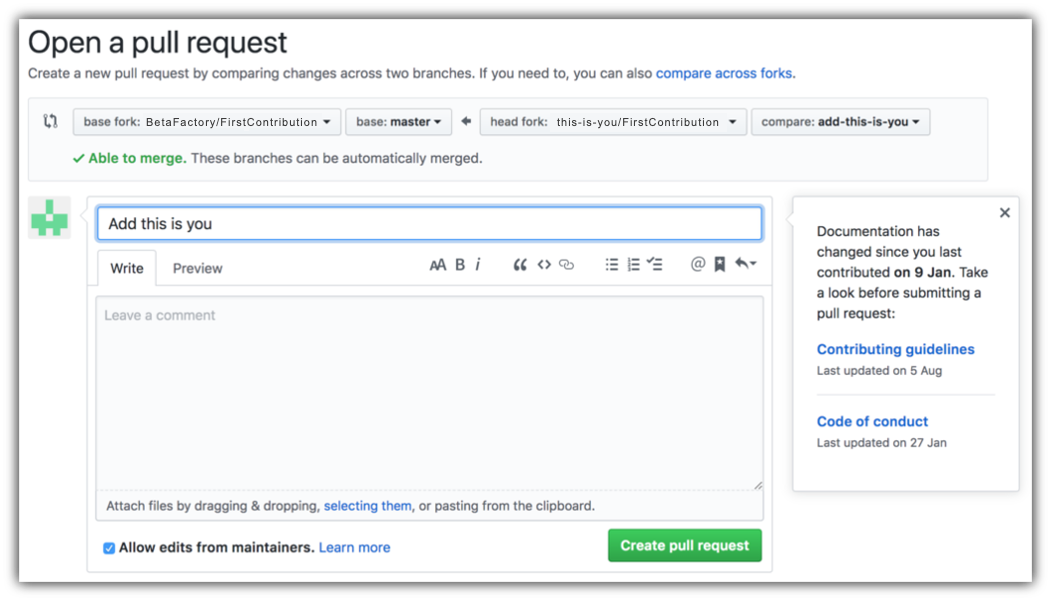 Open a pull request
Create a new pull request by comparing changes across two branches. If you need to, you can also compare across forks.
base fork: BetaFactory/FirstContribution base: master head fork: this-is-you/FirstContribution compare: add-this-is-you
Able to merge. These branches can be automatically merged.
Add this is you
Write Preview
Leave a comment
Attach files by dragging & dropping, selecting them, or pasting from the clipboard.
Allow edits from maintainers. Learn more
Create pull request
Documentation has
changed since you last
contributed on 9 Jan. Take
a look before submitting a
pull request:
Contributing guidelines
Last updated on 5 Aug
Code of conduct
Last updated on 27 Jan